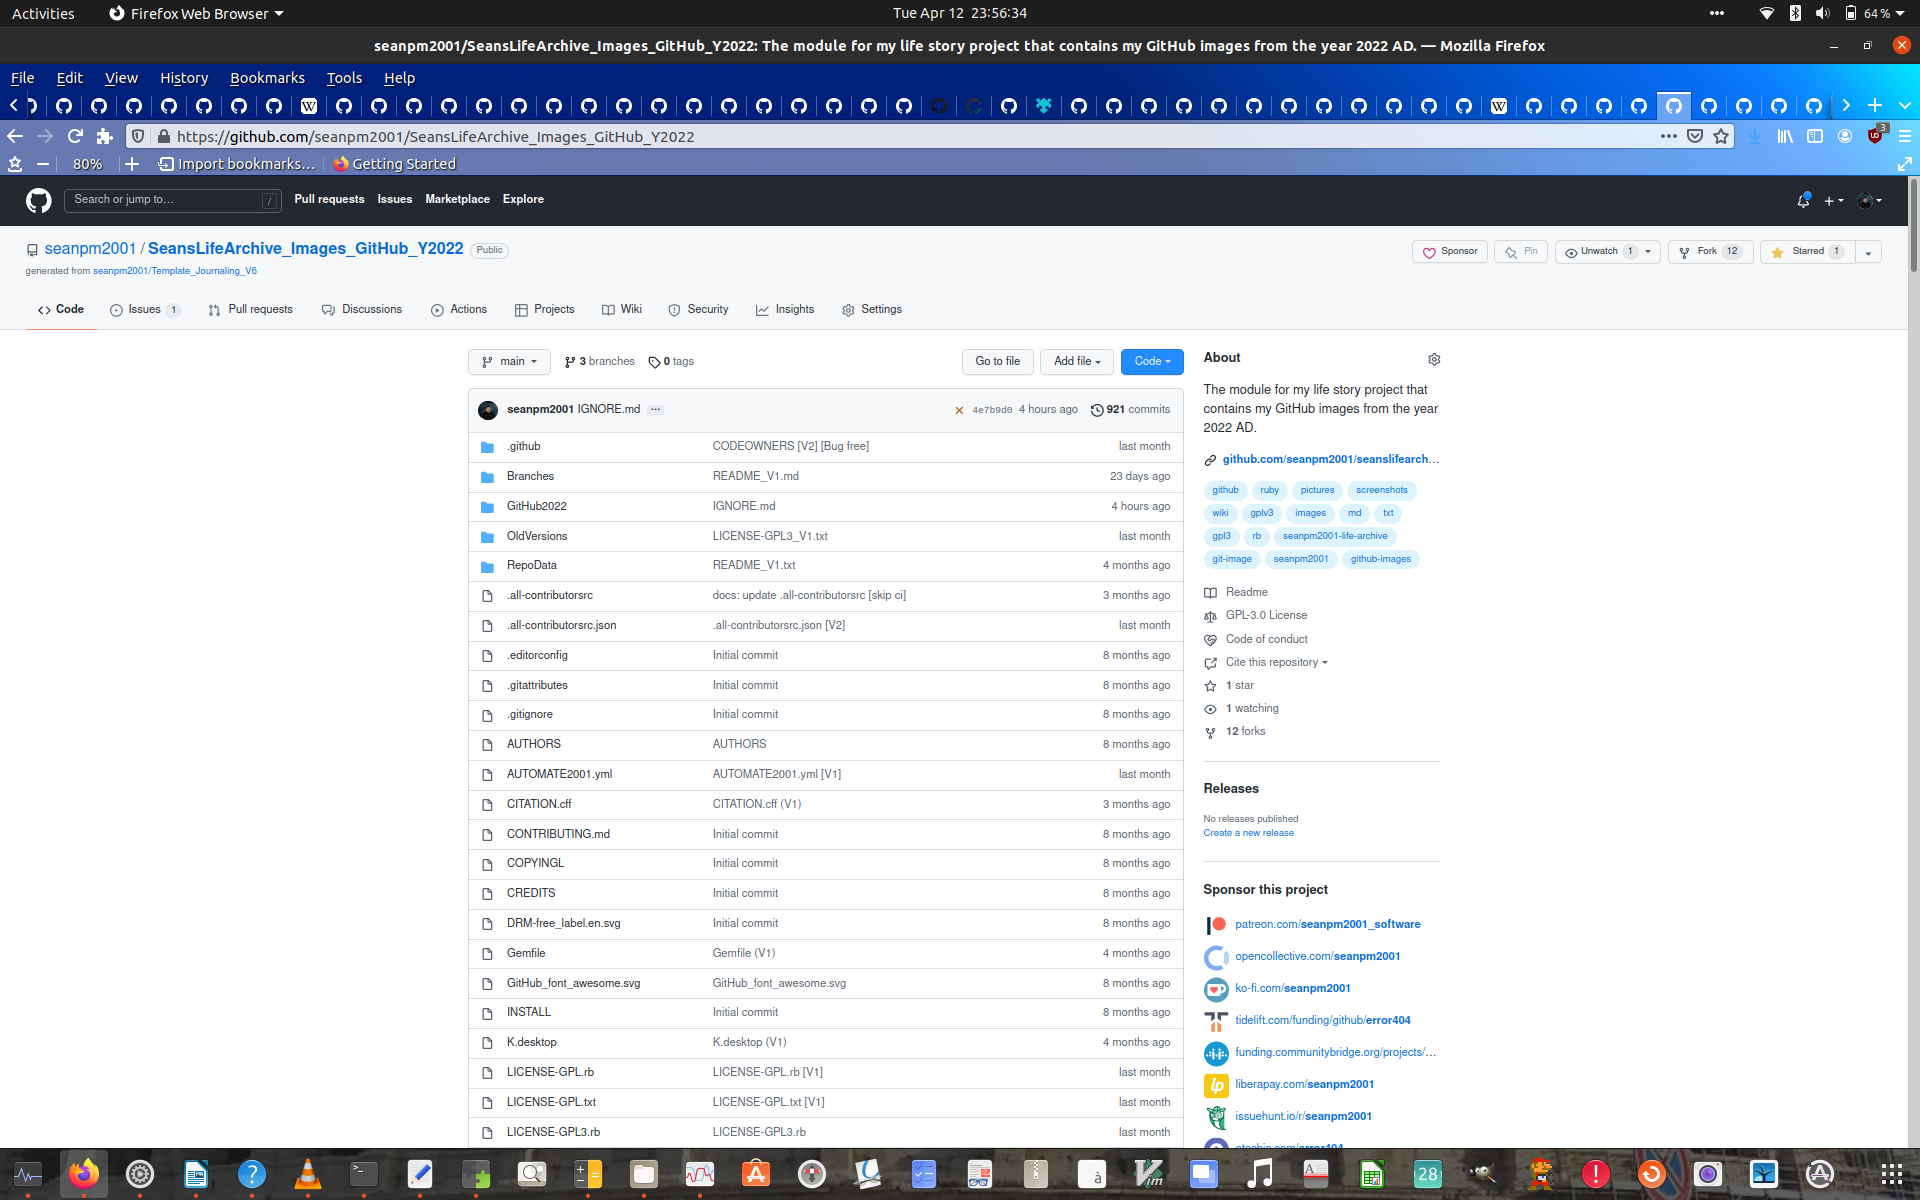 Activities Firefox Web Browser Tue Apr 12 23:56:34 64 %
seanpm2001/SeansLifeArchive_Images_GitHub_Y2022: The module for my life story project that contains my GitHub images from the year 2022 AD. — Mozilla Firefox
File Edit View History Bookmarks Tools Help
https://github.com/seanpm2001/SeansLifeArchive_Images_GitHub_Y2022 3
80% Import bookmarks... Getting Started
Search or jump to... / Pull requests Issues Marketplace Explore
seanpm2001 / SeansLifeArchive_Images_GitHub_Y2022 Public Sponsor Pin Unwatch 1 Fork 12 Starred 1
generated from seanpm2001/Template_Journaling_V6
Code Issues 1 Pull requests Discussions Actions Projects Wiki Security Insights Settings
main 3 branches 0 tags Go to file Add file Code
seanpm2001 IGNORE.md ... 4e7b9d0 4 hours ago 921 commits
.github CODEOWNERS [V2] [Bug free] last month
Branches README_V1.md 23 days ago
GitHub2022 IGNORE.md 4 hours ago
OldVersions LICENSE-GPL3_V1.txt last month
RepoData README_V1.txt 4 months ago
.all-contributorsrc docs: update .all-contributorsrc [skip ci] 3 months ago
.all-contributorsrc.json .all-contributorsrc.json [V2] last month
.editorconfig Initial commit 8 months ago
.gitattributes Initial commit 8 months ago
.gitignore Initial commit 8 months ago
AUTHORS AUTHORS 8 months ago
AUTOMATE2001.yml AUTOMATE2001.yml [V1] last month
CITATION.cff CITATION.cff (V1) 3 months ago
CONTRIBUTING.md Initial commit 8 months ago
COPYINGL Initial commit 8 months ago
CREDITS Initial commit 8 months ago
DRM-free_label.en.svg Initial commit 8 months ago
Gemfile Gemfile (V1) 4 months ago
GitHub_font_awesome.svg GitHub_font_awesome.svg 8 months ago
INSTALL Initial commit 8 months ago
K.desktop K.desktop (V1) 4 months ago
LICENSE-GPL.rb LICENSE-GPL.rb [V1] last month
LICENSE-GPL.txt LICENSE-GPL.txt [V1] last month
LICENSE-GPL3.rb LICENSE-GPL3.rb last month
About
The module for my life story project that
contains my GitHub images from the year
2022 AD.
github.com/seanpm2001/seanslifearch...
github ruby pictures screenshots
wiki gplv3 images md txt
gpl3 rb seanpm2001-life-archive
git-image seanpm2001 github-images
Readme
GPL-3.0 License
Code of conduct
Cite this repository
1 star
1 watching
12 forks
Releases
No releases published
Create a new release
Sponsor this project
patreon.com/seanpm2001_software
opencollective.com/seanpm2001
ko-fi.com/seanpm2001
tidelift.com/funding/github/error404
funding.communitybridge.org/projects/...
liberapay.com/seanpm2001
issuehunt.io/r/seanpm2001
28